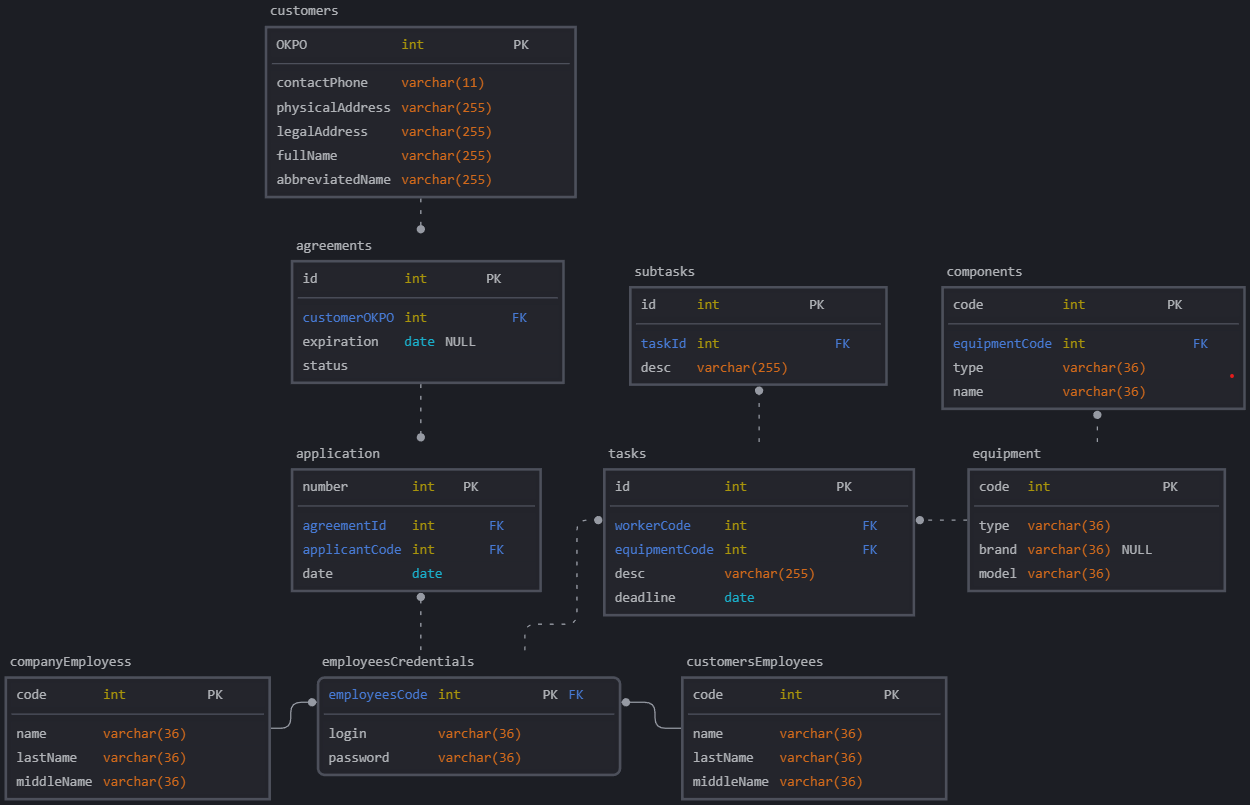 customers
OKPO int PK
contactPhone varchar(11)
physicalAddress varchar(255)
legalAddress varchar(255)
fullName varchar(255)
abbreviatedName varchar(255)
agreements
id int PK
customerOKPO int FK
expiration date NULL
status
subtasks
id int PK
taskId int FK
desc varchar(255)
components
code int PK
equipmentCode int FK
type varchar(36)
name varchar(36)
application
number int PK
agreementId int FK
applicantCode int FK
date date
tasks
id int PK
workerCode int FK
equipmentCode int FK
desc varchar(255)
deadline date
equipment
code int PK
type varchar(36)
brand varchar(36) NULL
model varchar(36)
companyEmployess
code int PK
name varchar(36)
lastName varchar(36)
middleName varchar(36)
employeesCredentials
employeesCode int PK FK
login varchar(36)
password varchar(36)
customersEmployees
code int PK
name varchar(36)
lastName varchar(36)
middleName varchar(36)